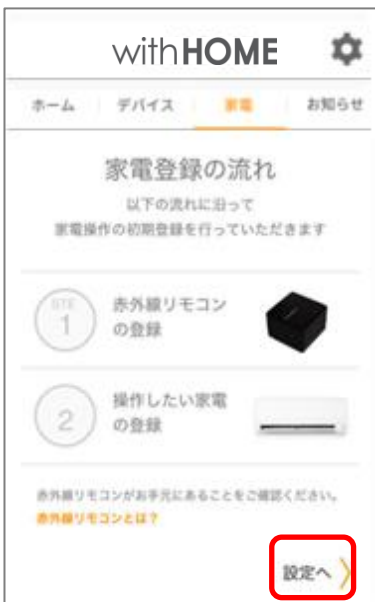 withHOME
ホーム デバイス 家電 お知らせ
家電登録の流れ
以下の流れに沿って
家電操作の初期登録を行っていただきます
STE
1
赤外線リモコン
の登録
2
操作したい家電
の登録
赤外線リモコンがお手元にあることをご確認ください。
赤外線リモコンとは？
設定へ